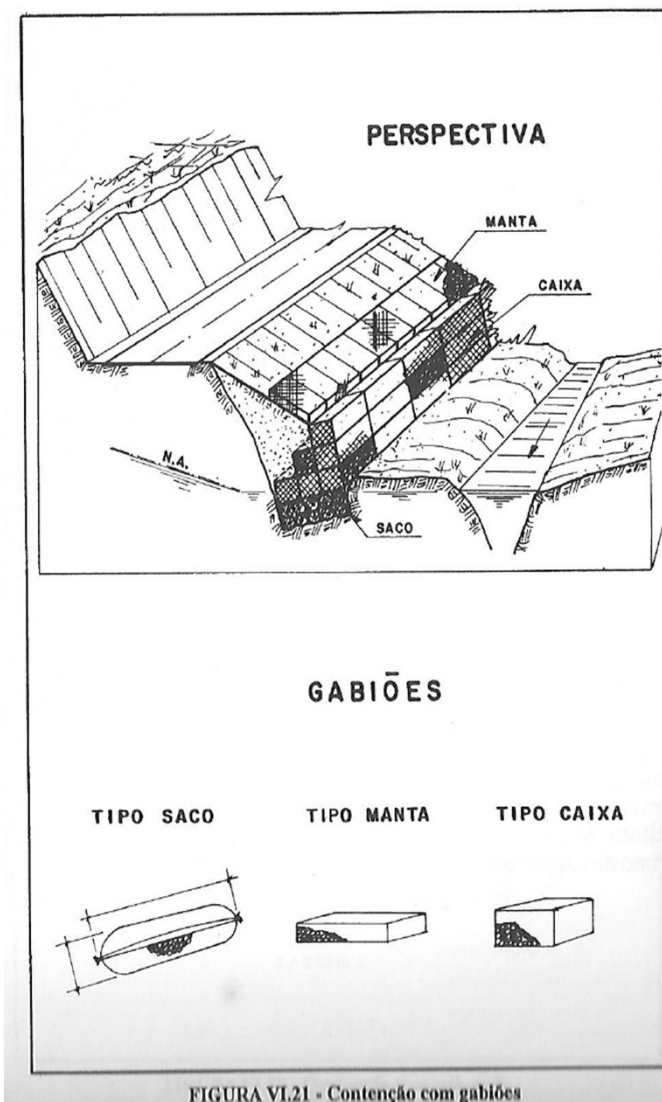 PERSPECTIVA
MANTA
CAIXA
N.A.
SACO
GABIÕES
TIPO SACO
TIPO MANTA
TIPO CAIXA
FIGURA VI.21 - Contenção com gabiões